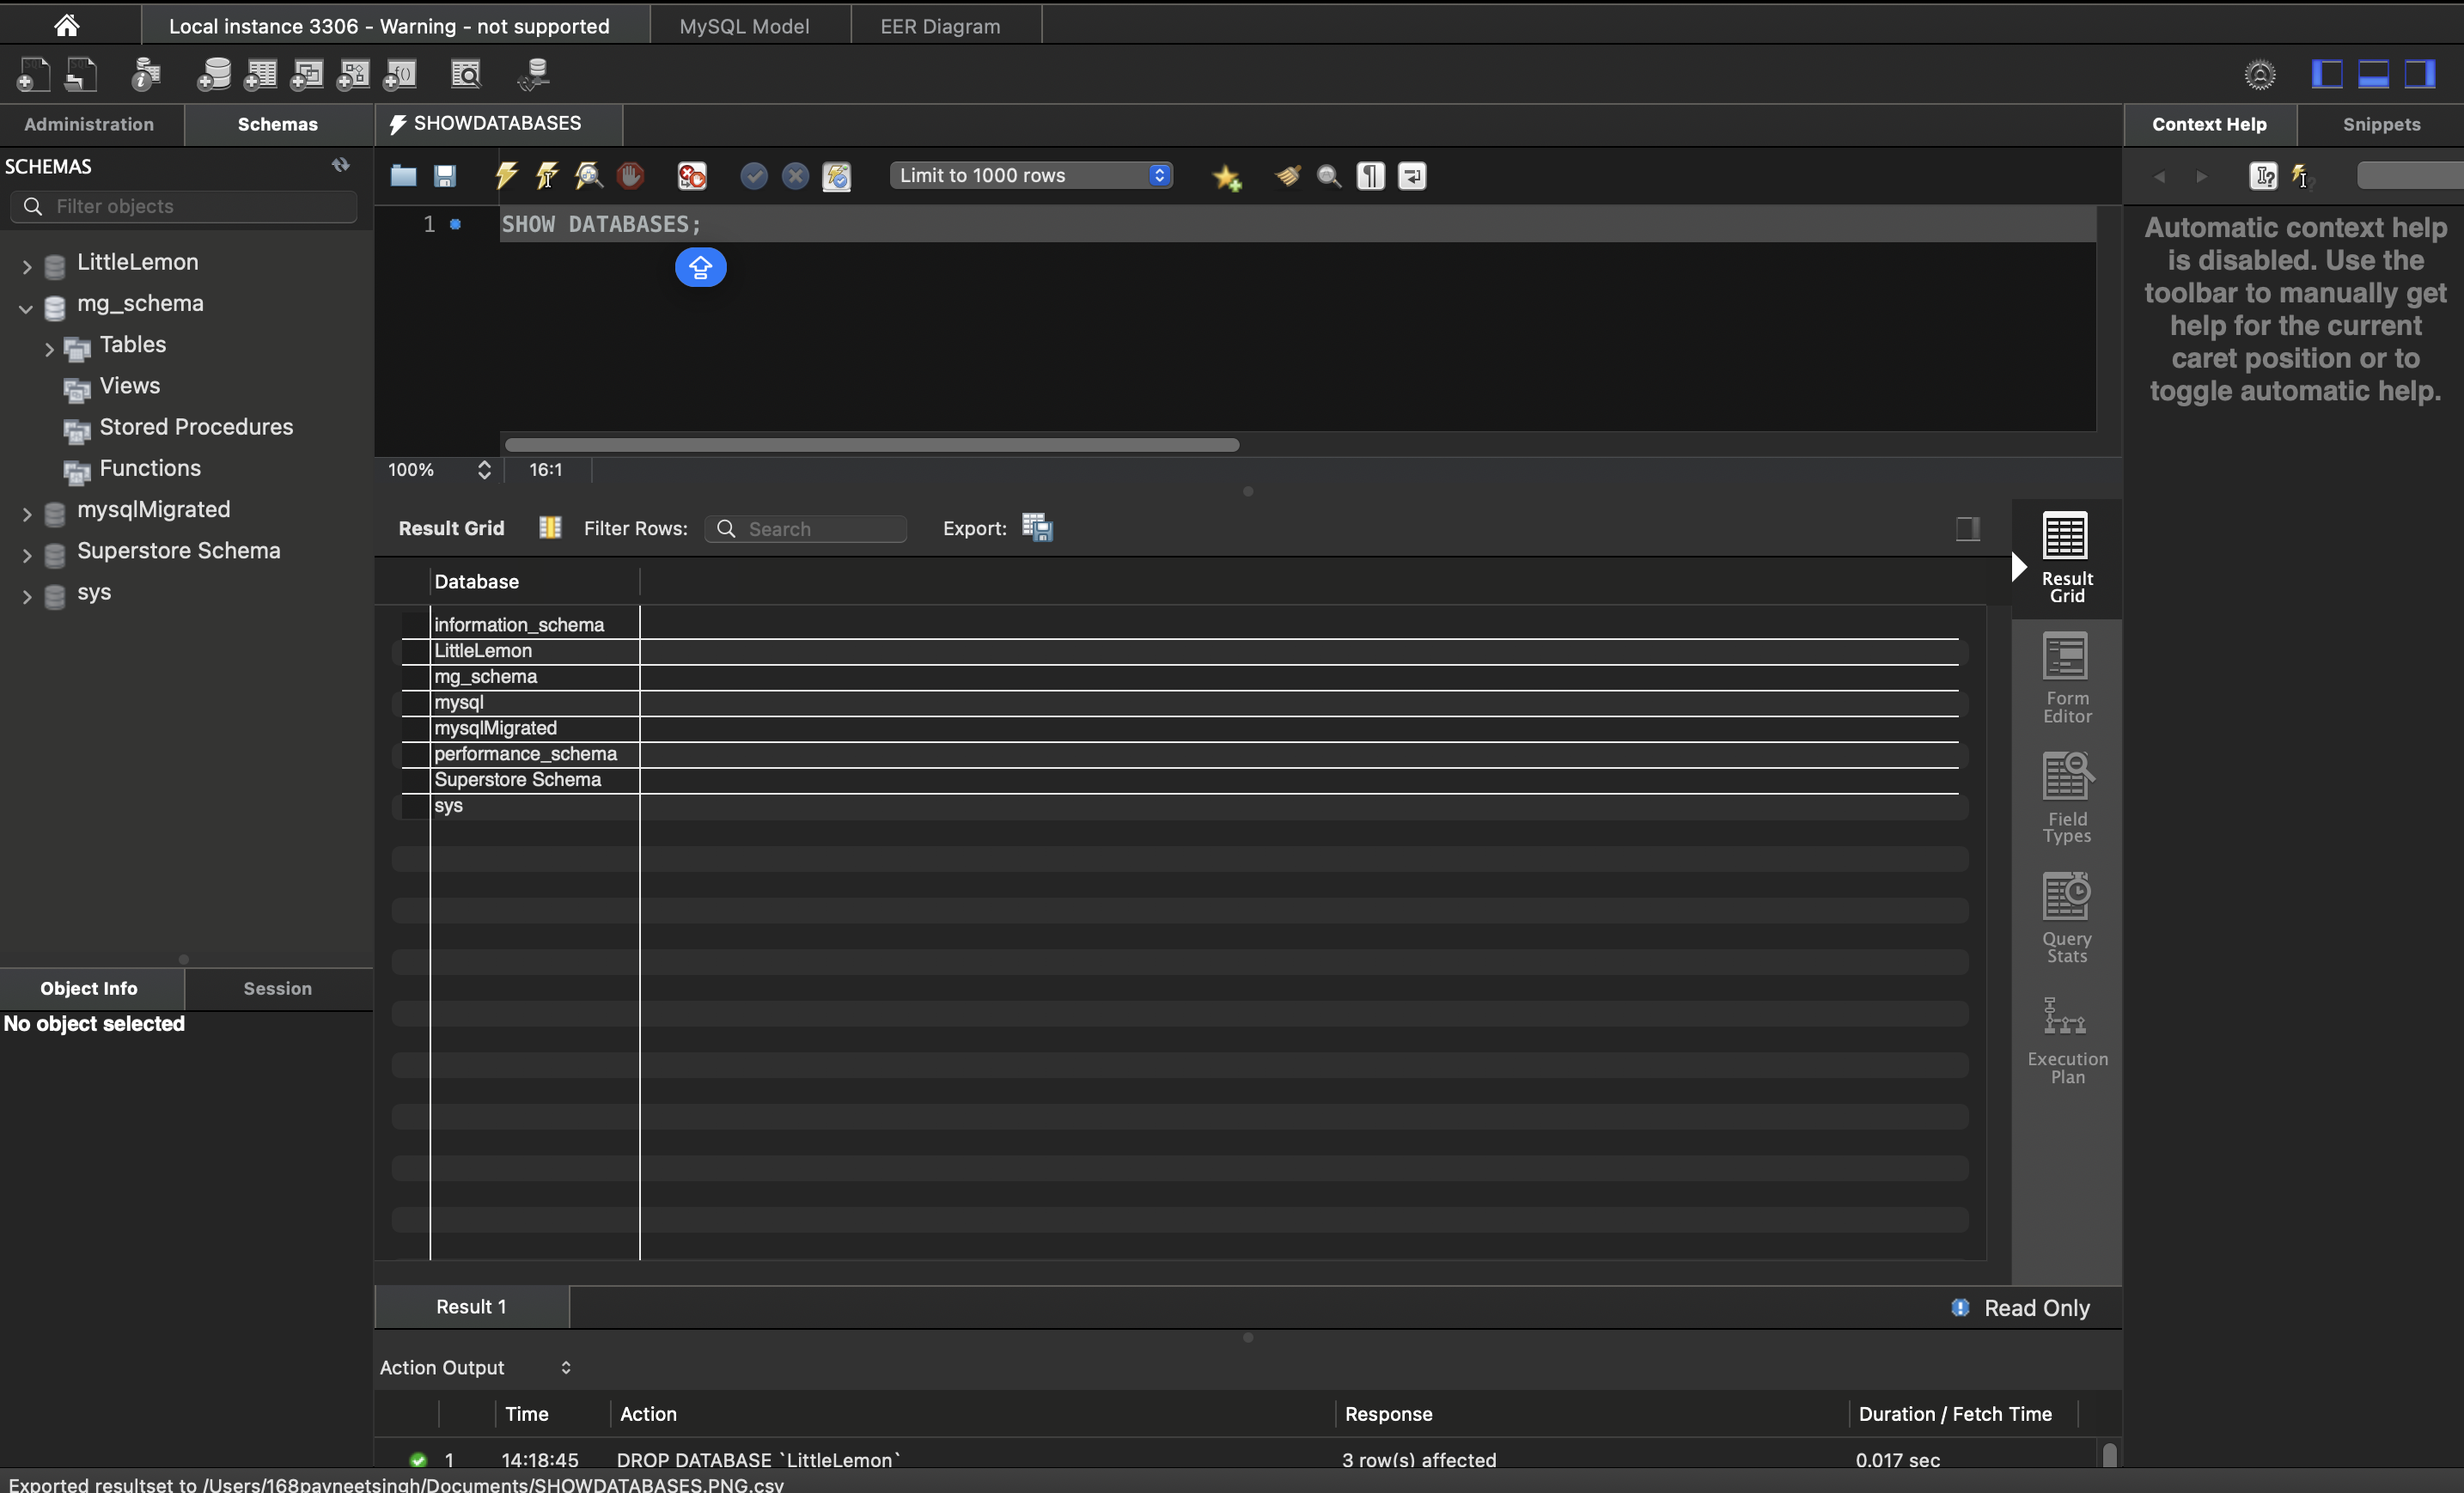 Local instance 3306 - Warning - not supported
MySQL Model
EER Diagram
Administration
Schemas
SHOWDATABASES
Context Help
Snippets
SCHEMAS
Filter objects
Limit to 1000 rows
1
SHOW DATABASES;
Automatic context help
is disabled. Use the
toolbar to manually get
help for the current
caret position or to
toggle automatic help.
LittleLemon
mg_schema
Tables
Views
Stored Procedures
Functions
mysqlMigrated
Superstore Schema
sys
100%
16:1
Result Grid
Filter Rows:
Search
Export:
Database
information_schema
LittleLemon
mg_schema
mysql
mysqlMigrated
performance_schema
Superstore Schema
sys
Result
Grid
Form
Editor
Field
Types
Query
Stats
Execution
Plan
Object Info
Session
No object selected
Result 1
Read Only
Action Output
Time
Action
Response
Duration / Fetch Time
1
14:18:45
DROP DATABASE `LittleLemon`
3 row(s) affected
0.017 sec
Exported resultset to /Users/168pavneetsingh/Documents/SHOWDATABASES.PNG.csv